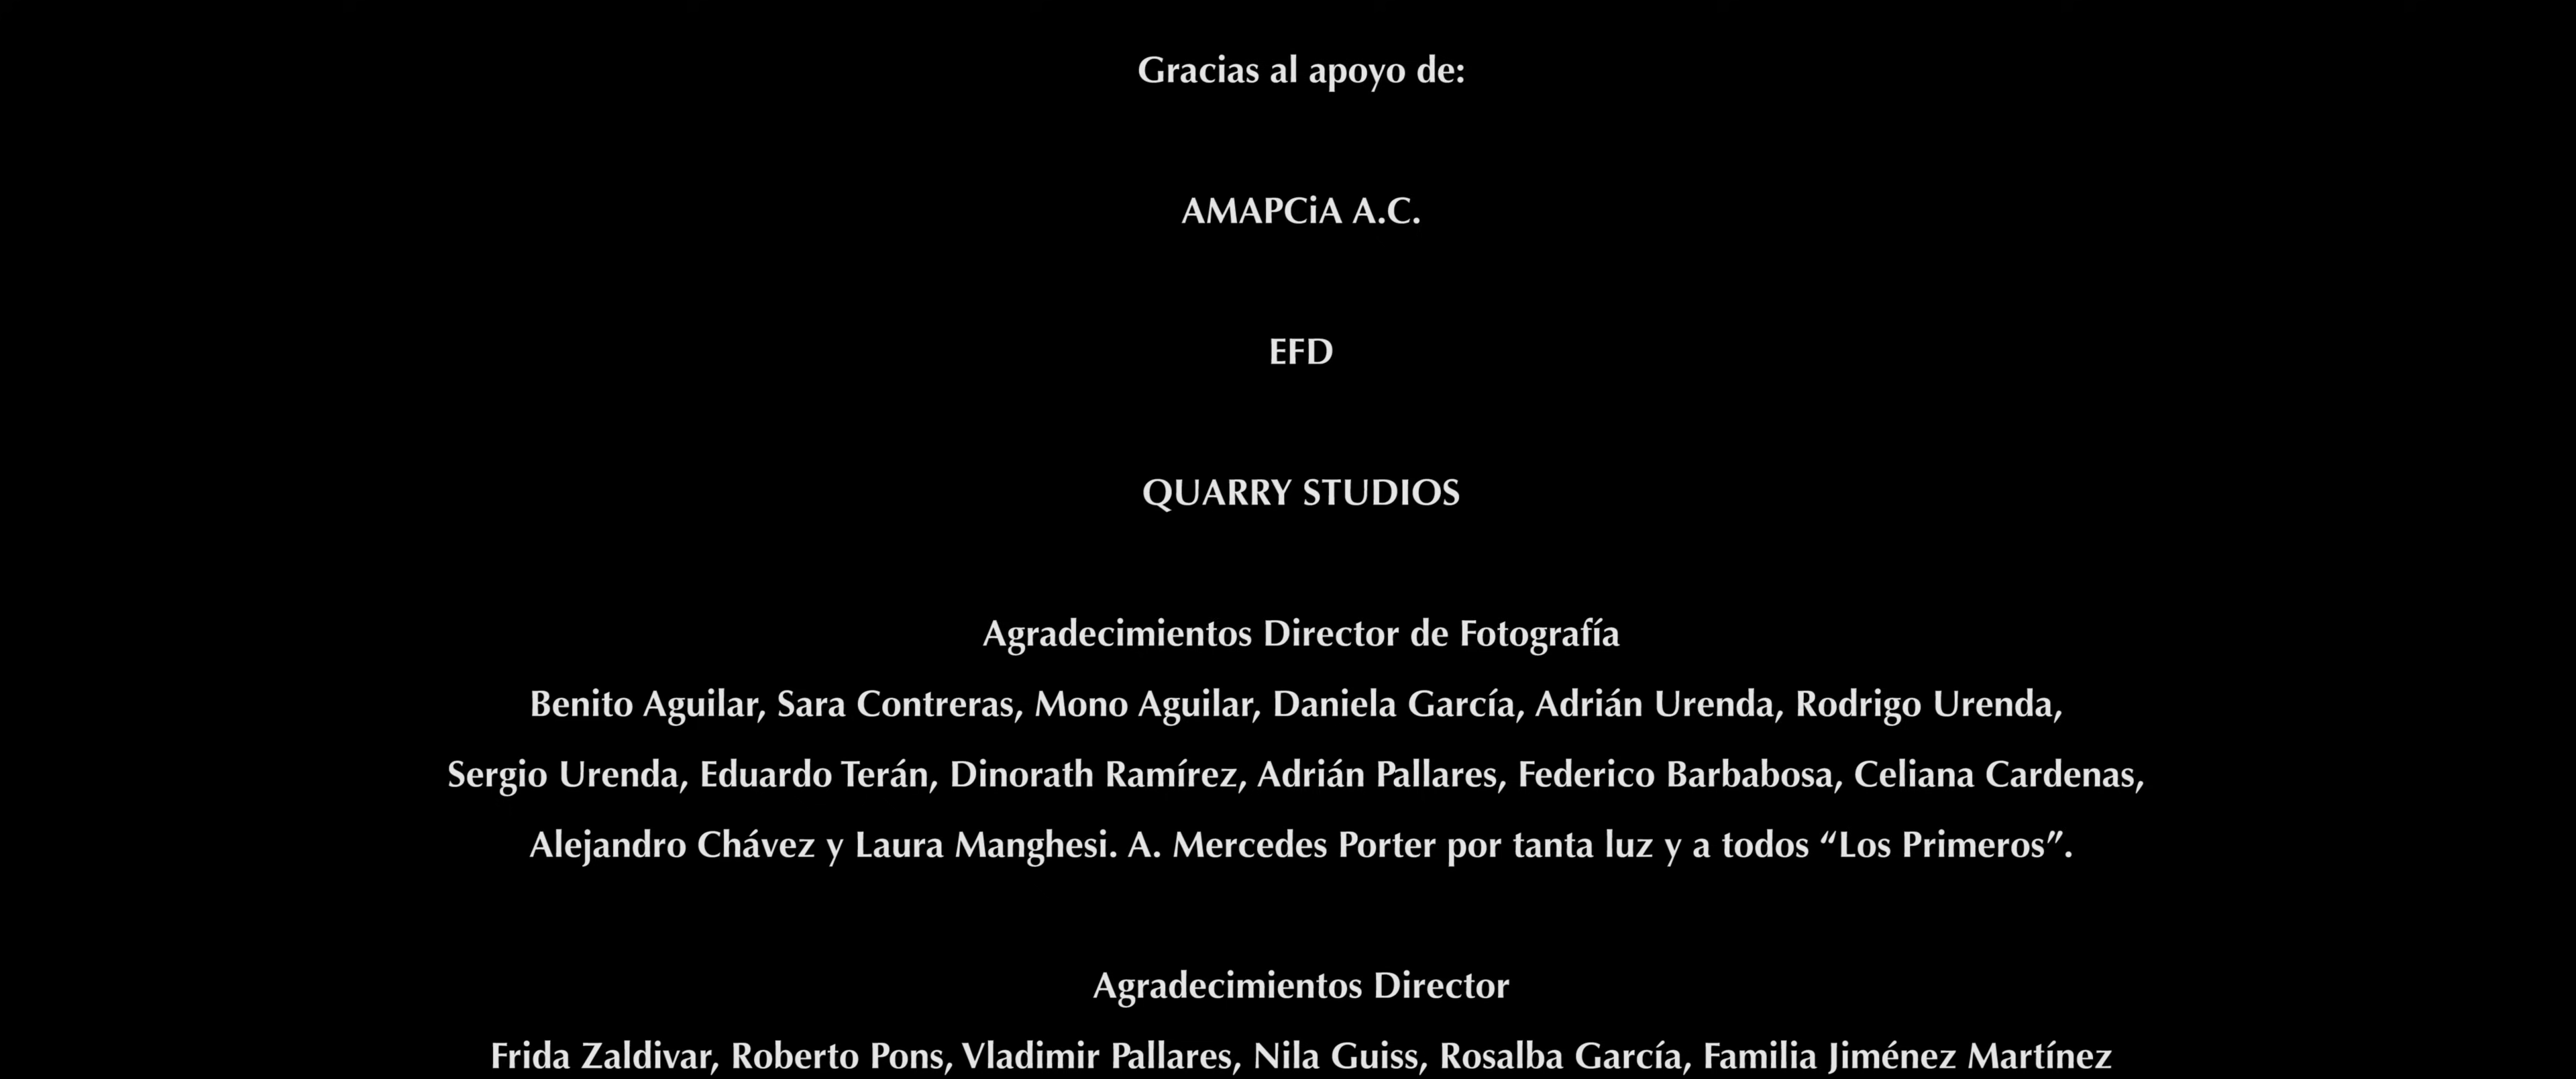 Gracias al apoyo de:
AMAPCiA A.C.
EFD
QUARRY STUDIOS
Agradecimientos Director de Fotografía
Benito Aguilar, Sara Contreras, Mono Aguilar, Daniela García, Adrián Urenda, Rodrigo Urenda,
Sergio Urenda, Eduardo Terán, Dinorath Ramírez, Adrián Pallares, Federico Barbabosa, Celiana Cardenas,
Alejandro Chávez y Laura Manghesi. A. Mercedes Porter por tanta luz y a todos “Los Primeros”.
Agradecimientos Director
Frida Zaldivar, Roberto Pons, Vladimir Pallares, Nila Guiss, Rosalba García, Familia Jiménez Martínez